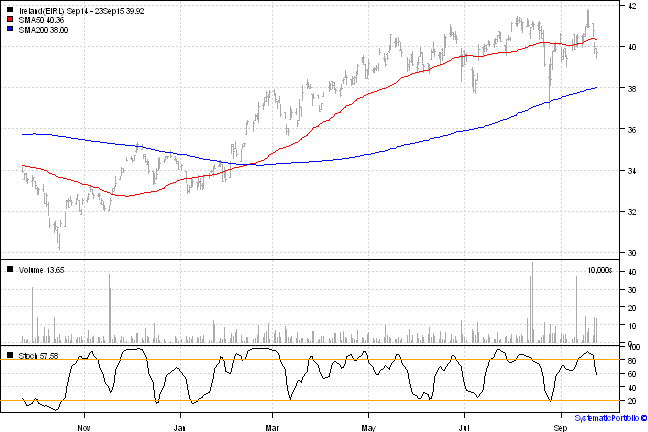 Ireland(EIRL) Sep14 - 23Sep15 39.92
SMA50 40.36
SMA200 38.00
42
40
38
36
34
32
30
Volume 13.65
10,000s
40
30
20
10
0
Stoch 57.58
100
80
60
40
20
Nov Jan Mar May Jul Sep
SystematicPortfolio ©